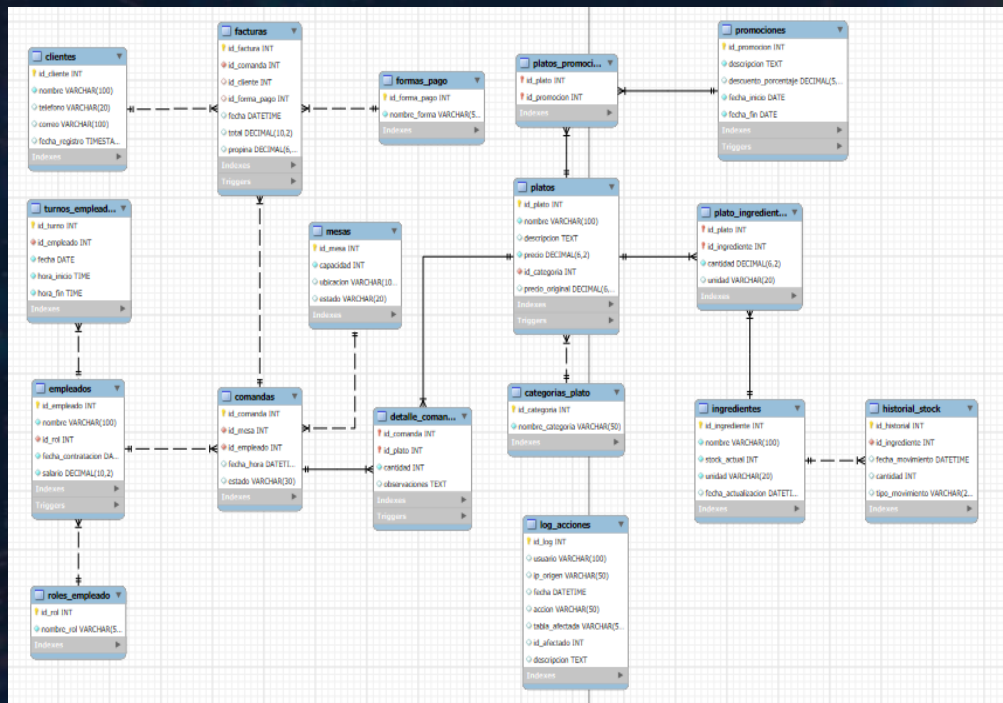 clientes
id_cliente INT
nombre VARCHAR(100)
telefono VARCHAR(20)
correo VARCHAR(100)
fecha_registro TIMESTA...
Indexes
facturas
id_factura INT
id_comanda INT
id_cliente INT
id_forma_pago INT
fecha DATETIME
total DECIMAL(10,2)
propina DECIMAL(6,...
Indexes
Triggers
formas_pago
id_forma_pago INT
nombre_forma VARCHAR(5...
Indexes
platos_promoci...
id_plato INT
id_promocion INT
Indexes
promociones
id_promocion INT
descripcion TEXT
descuento_porcentaje DECIMAL(5,...
fecha_inicio DATE
fecha_fin DATE
Indexes
Triggers
turnos_emplead...
id_turno INT
id_empleado INT
fecha DATE
hora_inicio TIME
hora_fin TIME
Indexes
mesas
id_mesa INT
capacidad INT
ubicacion VARCHAR(10...
estado VARCHAR(20)
Indexes
platos
id_plato INT
nombre VARCHAR(100)
descripcion TEXT
precio DECIMAL(6,2)
id_categoria INT
precio_original DECIMAL(6,...
Indexes
Triggers
plato_ingredient...
id_plato INT
id_ingrediente INT
cantidad DECIMAL(6,2)
unidad VARCHAR(20)
Indexes
empleados
id_empleado INT
nombre VARCHAR(100)
id_rol INT
fecha_contratacion DA...
salario DECIMAL(10,2)
Indexes
Triggers
comandas
id_comanda INT
id_mesa INT
id_empleado INT
fecha_hora DATETI...
estado VARCHAR(30)
Indexes
detalle_coman...
id_comanda INT
id_plato INT
cantidad INT
observaciones TEXT
Indexes
Triggers
categorias_plato
id_categoria INT
nombre_categoria VARCHAR(50)
Indexes
ingredientes
id_ingrediente INT
nombre VARCHAR(100)
stock_actual INT
unidad VARCHAR(20)
fecha_actualizacion DATETI...
Indexes
historial_stock
id_historial INT
id_ingrediente INT
fecha_movimiento DATETIME
cantidad INT
tipo_movimiento VARCHAR(2...
Indexes
log_acciones
id_log INT
usuario VARCHAR(100)
ip_origen VARCHAR(50)
fecha DATETIME
accion VARCHAR(50)
tabla_afectada VARCHAR(5...
id_afectado INT
descripcion TEXT
Indexes
roles_empleado
id_rol INT
nombre_rol VARCHAR(5...
Indexes